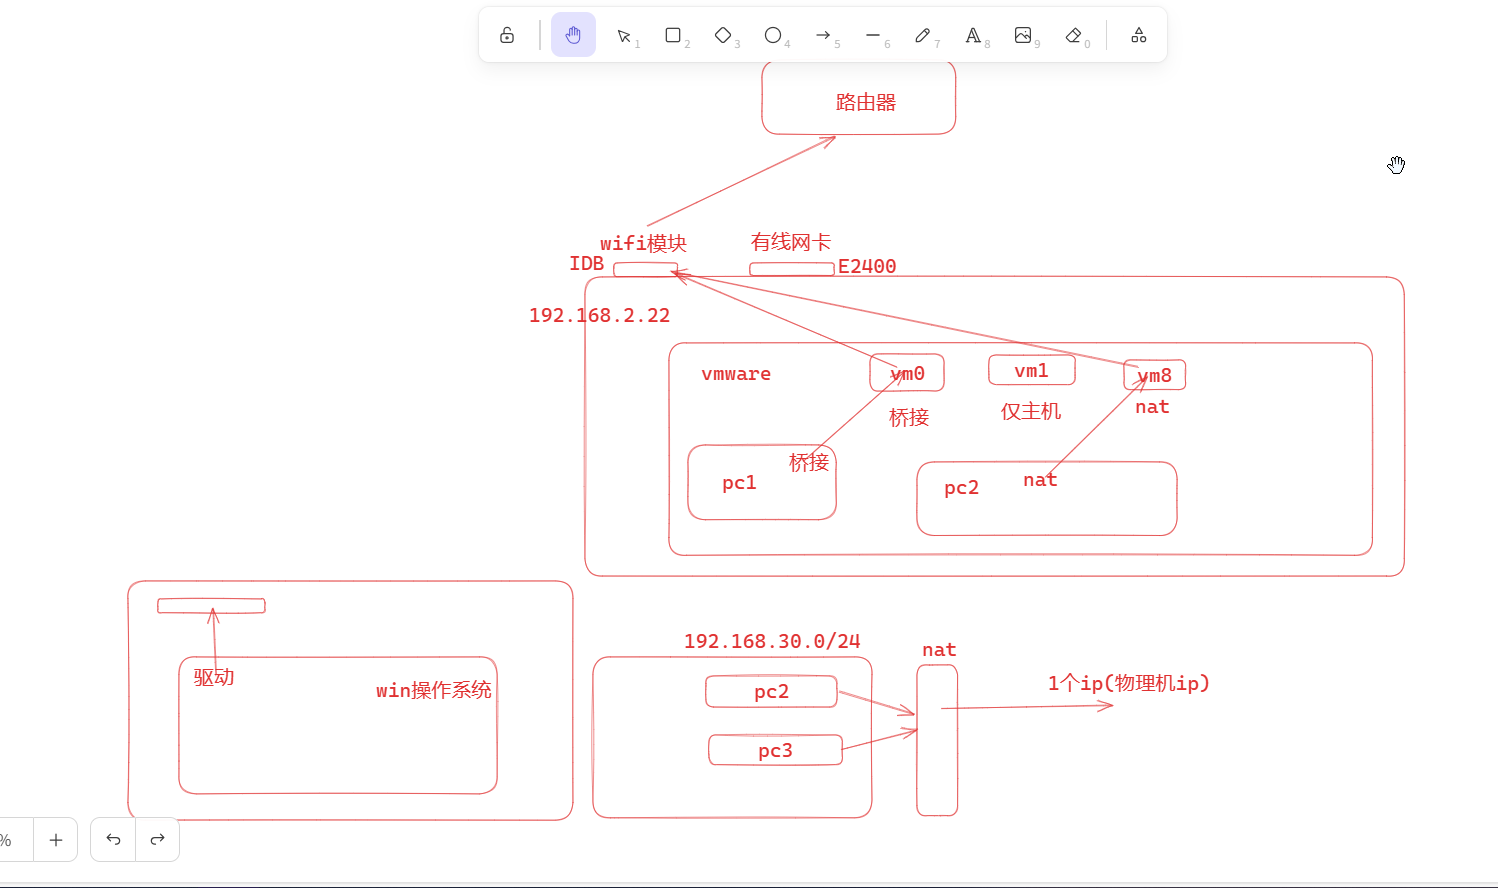 1
2
3
4
5
6
7
8
9
0
路由器
wifi模块
有线网卡
IDB
E2400
192.168.2.22
vmware
vm0
vm1
vm8
桥接
仅主机
nat
桥接
pc1
pc2
nat
驱动
win操作系统
192.168.30.0/24
nat
pc2
1个ip(物理机ip)
pc3
%